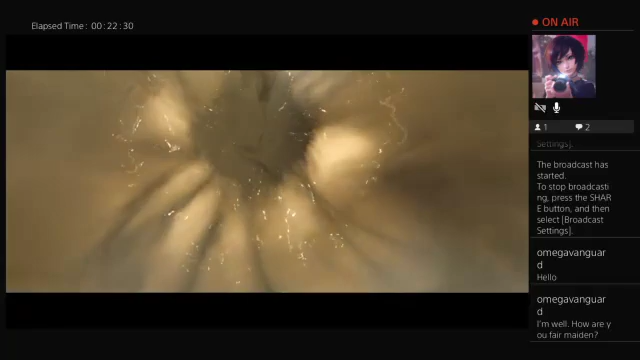 Elapsed Time: 00:22:30
ON AIR
1
2
Settings].
The broadcast has
started.
To stop broadcasti
ng, press the SHAR
E button, and then
select [Broadcast
Settings].
omegavanguar
d
Hello
omegavanguar
d
I'm well. How are y
ou fair maiden?